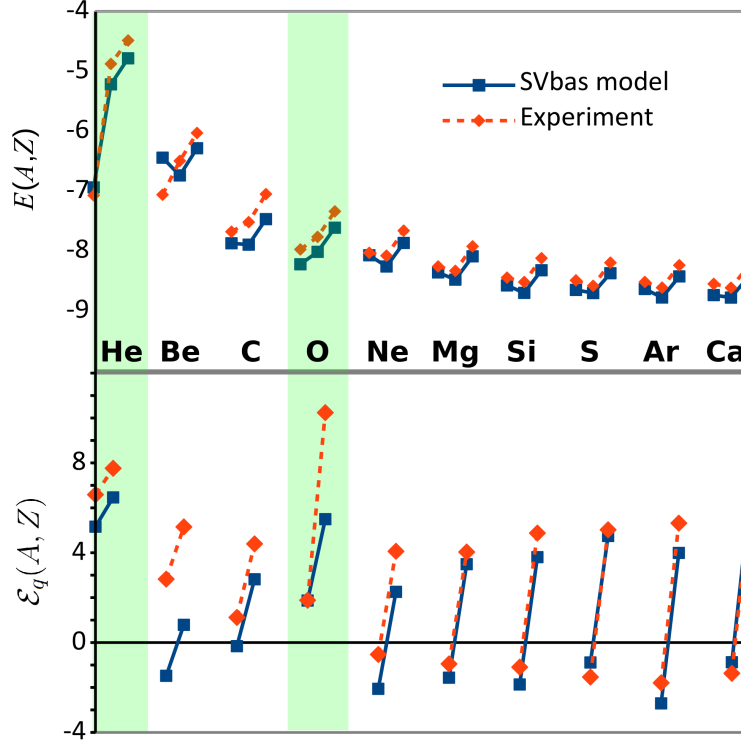 -4
-5
-6
-7
-8
-9
E(A,Z)
SVbas model
Experiment
He Be C O Ne Mg Si S Ar Ca
8
4
0
-4
ℰq(A, Z)